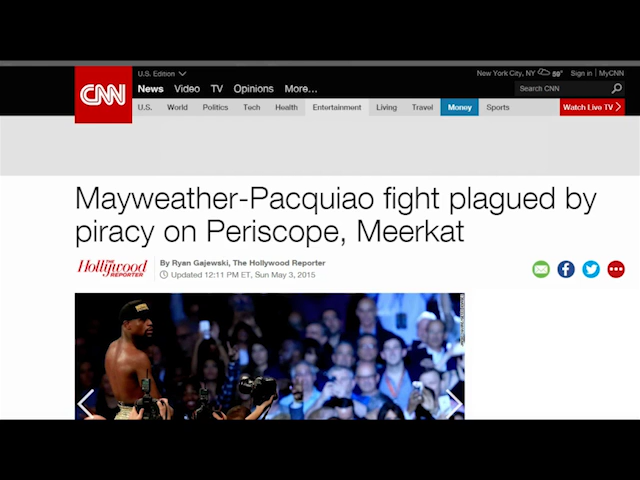 CNN
U.S. Edition
News Video TV Opinions More...
New York City, NY 59° Sign in | MyCNN
Search CNN
U.S. World Politics Tech Health Entertainment Living Travel Money Sports
Watch Live TV
Mayweather-Pacquiao fight plagued by
piracy on Periscope, Meerkat
THE
Hollywood
REPORTER
By Ryan Gajewski, The Hollywood Reporter
Updated 12:11 PM ET, Sun May 3, 2015